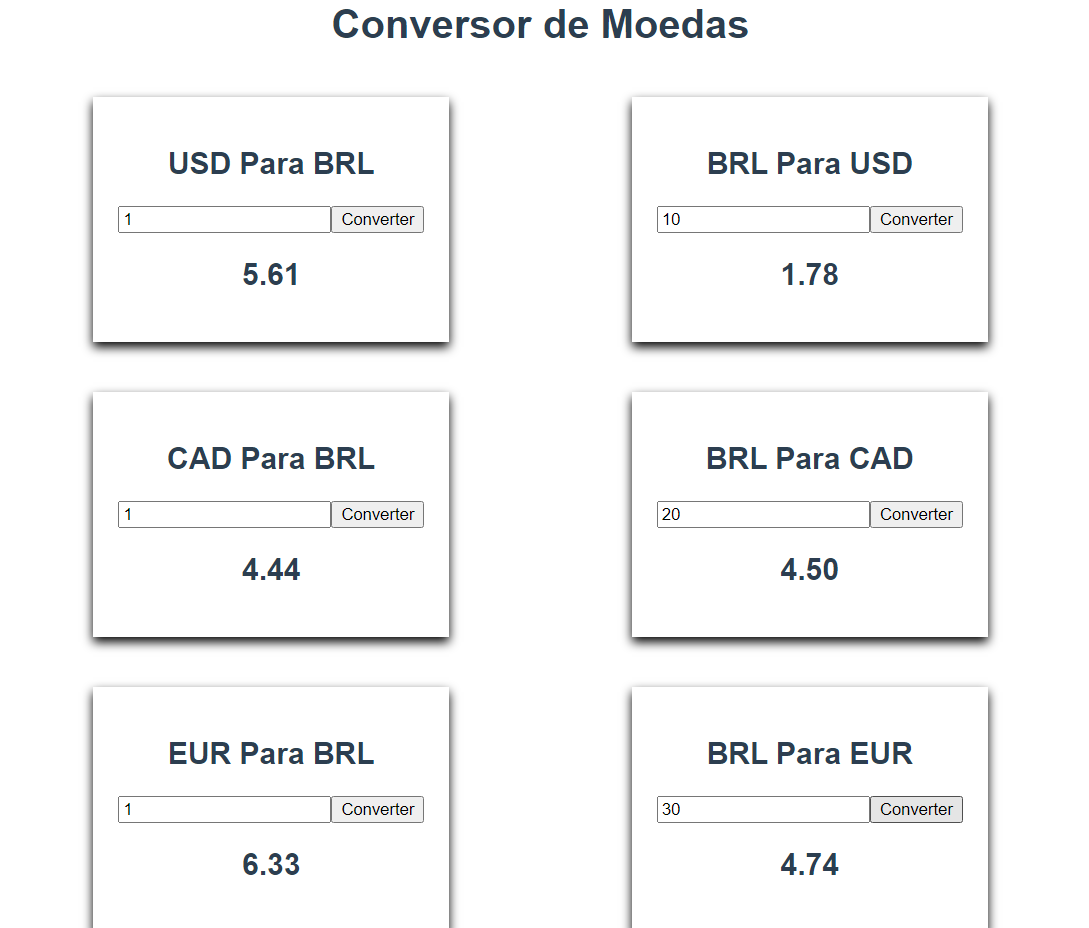 Conversor de Moedas
USD Para BRL
1 Converter
5.61
BRL Para USD
10 Converter
1.78
CAD Para BRL
1 Converter
4.44
BRL Para CAD
20 Converter
4.50
EUR Para BRL
1 Converter
6.33
BRL Para EUR
30 Converter
4.74